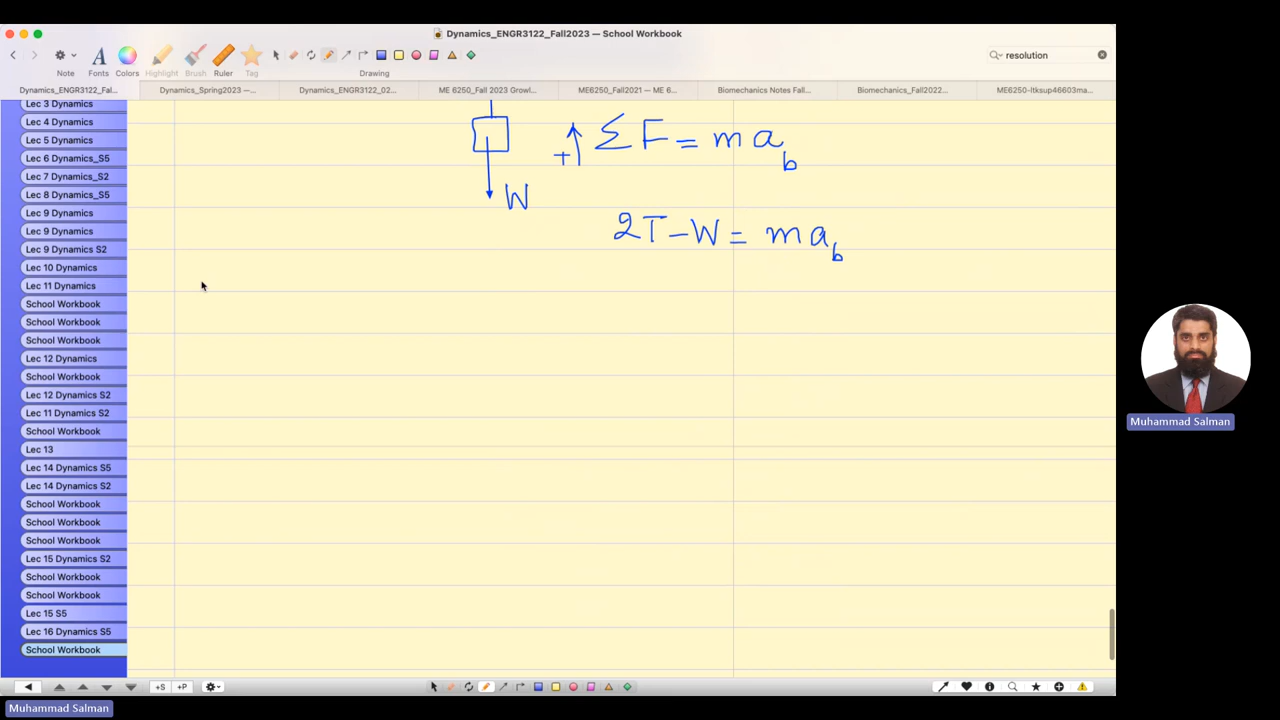 Dynamics_ENGR3122_Fall2023 — School Workbook
resolution
Note Fonts Colors Highlight Brush Ruler Tag Drawing
Dynamics_ENGR3122_Fal... Dynamics_Spring2023 —... Dynamics_ENGR3122_02... ME 6250_Fall 2023 Growl... ME6250_Fall2021 — ME 6... Biomechanics Notes Fall... Biomechanics_Fall2022... ME6250-ltksup46603ma...
Lec 3 Dynamics
Lec 4 Dynamics
Lec 5 Dynamics
Lec 6 Dynamics_S5
Lec 7 Dynamics_S2
Lec 8 Dynamics_S5
Lec 9 Dynamics
Lec 9 Dynamics
Lec 9 Dynamics S2
Lec 10 Dynamics
Lec 11 Dynamics
School Workbook
School Workbook
School Workbook
Lec 12 Dynamics
School Workbook
Lec 12 Dynamics S2
Lec 11 Dynamics S2
School Workbook
Lec 13
Lec 14 Dynamics S5
Lec 14 Dynamics S2
School Workbook
School Workbook
School Workbook
Lec 15 Dynamics S2
School Workbook
School Workbook
Lec 15 S5
Lec 16 Dynamics S5
School Workbook
+↑ ΣF = m a_b
W
2T – W = m a_b
+S +P
Muhammad Salman
Muhammad Salman